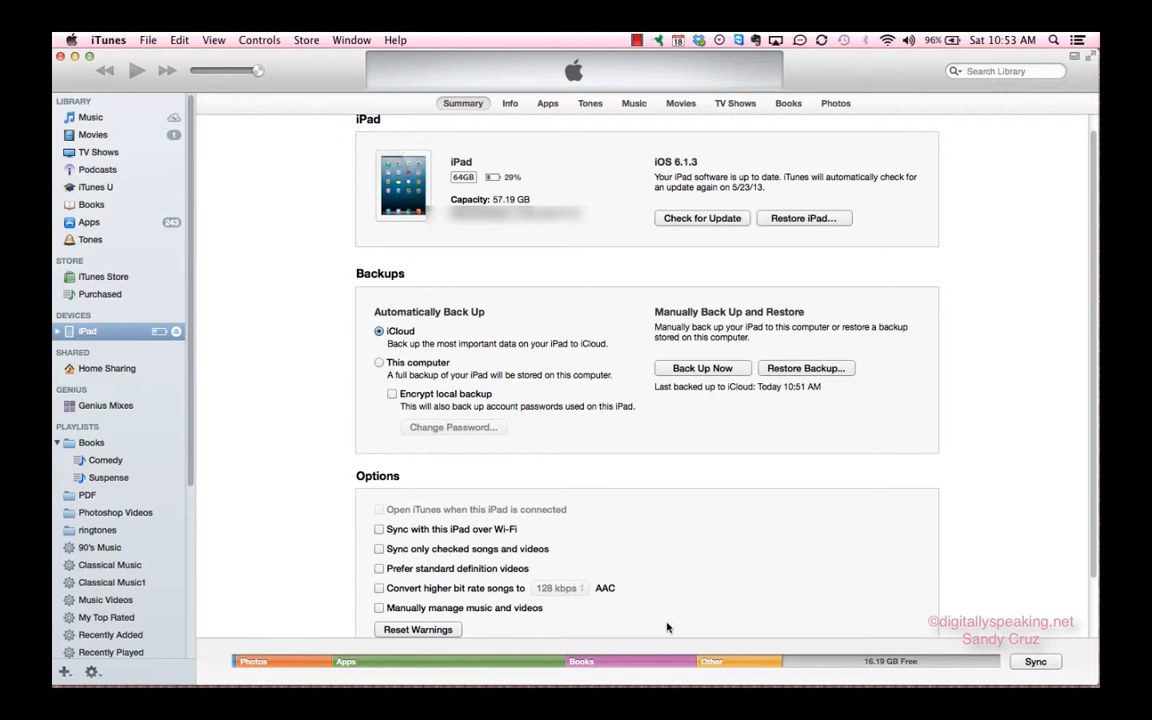 iTunes File Edit View Controls Store Window Help 18 96% Sat 10:53 AM
Search Library
LIBRARY
Music
Movies 1
TV Shows
Podcasts
iTunes U
Books
Apps 243
Tones
STORE
iTunes Store
Purchased
DEVICES
iPad
SHARED
Home Sharing
GENIUS
Genius Mixes
PLAYLISTS
Books
Comedy
Suspense
PDF
Photoshop Videos
ringtones
90's Music
Classical Music
Classical Music1
Music Videos
My Top Rated
Recently Added
Recently Played
Summary Info Apps Tones Music Movies TV Shows Books Photos
iPad
iPad
64GB 29%
Capacity: 57.19 GB
iOS 6.1.3
Your iPad software is up to date. iTunes will automatically check for
an update again on 5/23/13.
Check for Update Restore iPad...
Backups
Automatically Back Up
iCloud
Back up the most important data on your iPad to iCloud.
This computer
A full backup of your iPad will be stored on this computer.
Encrypt local backup
This will also back up account passwords used on this iPad.
Change Password...
Manually Back Up and Restore
Manually back up your iPad to this computer or restore a backup
stored on this computer.
Back Up Now Restore Backup...
Last backed up to iCloud: Today 10:51 AM
Options
Open iTunes when this iPad is connected
Sync with this iPad over Wi-Fi
Sync only checked songs and videos
Prefer standard definition videos
Convert higher bit rate songs to 128 kbps AAC
Manually manage music and videos
Reset Warnings
©digitallyspeaking.net
Sandy Cruz
Photos Apps Books Other 16.19 GB Free Sync